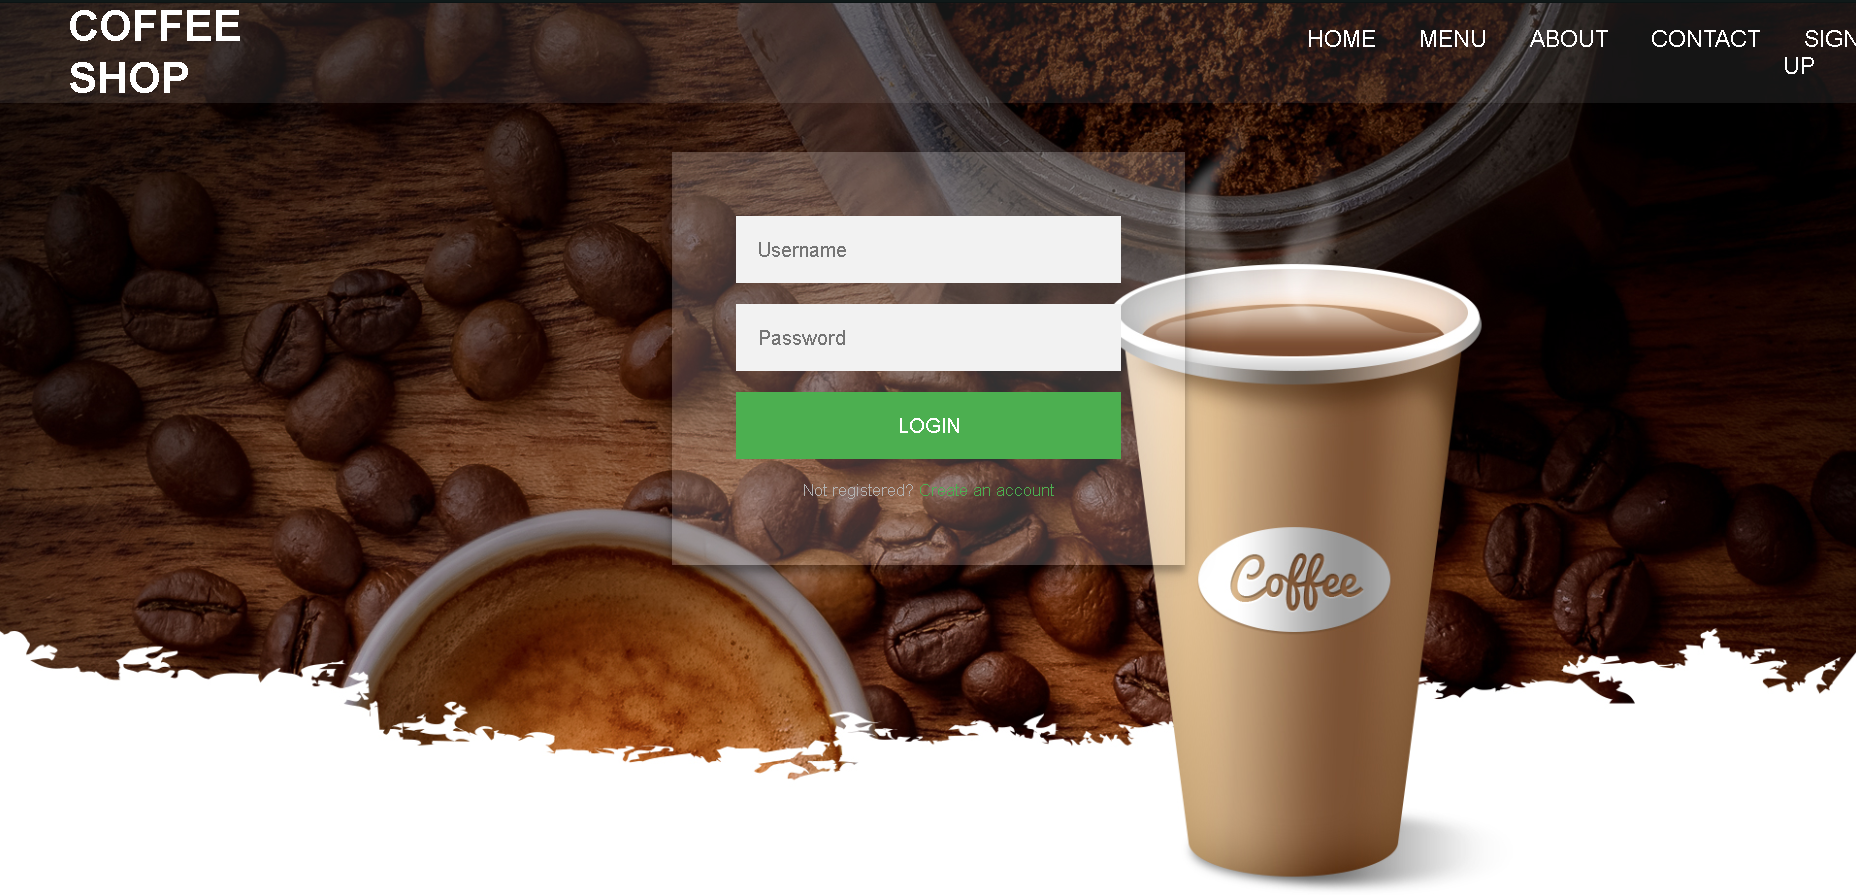 COFFEE
SHOP
HOME MENU ABOUT CONTACT SIGN
UP
Username
Password
LOGIN
Not registered? Create an account
Coffee